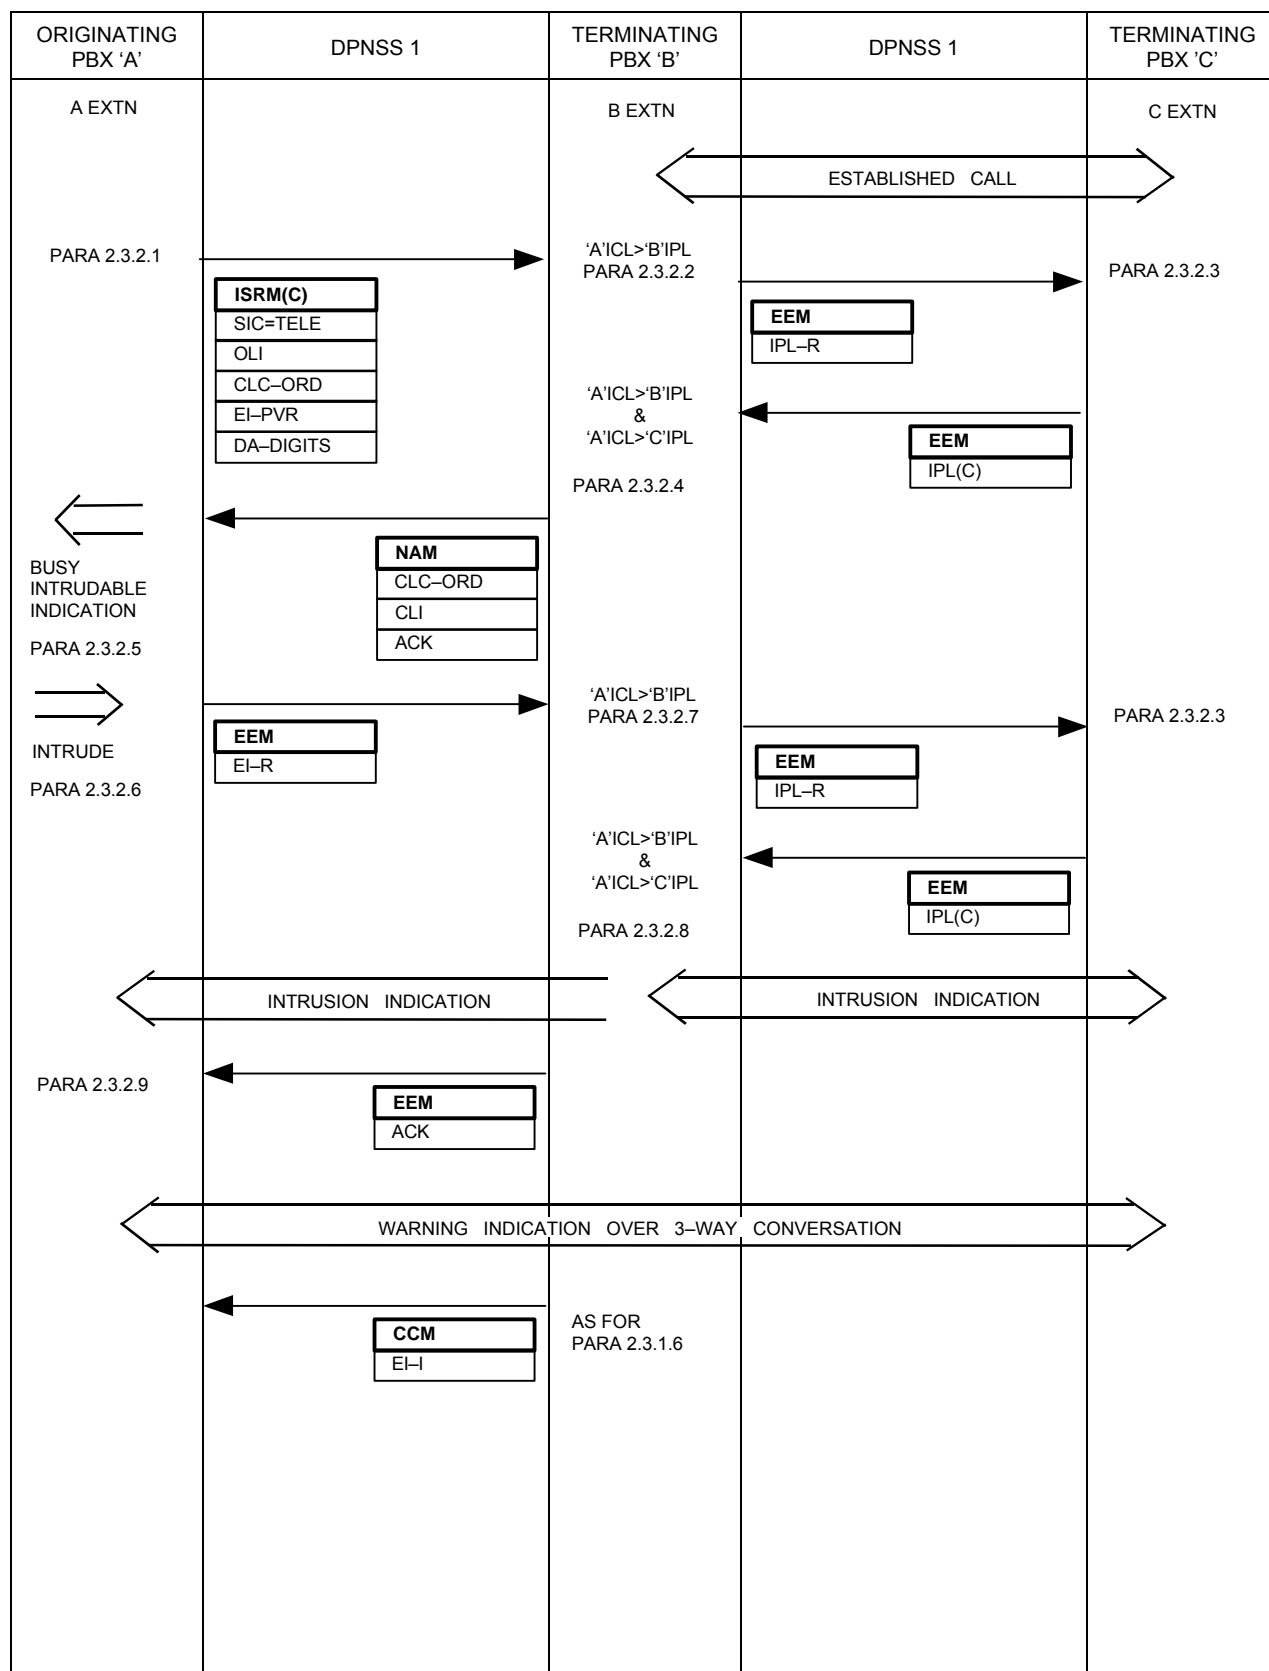 ORIGINATING
PBX ‘A’
DPNSS 1
TERMINATING
PBX ‘B’
DPNSS 1
TERMINATING
PBX ’C’
A EXTN
B EXTN
C EXTN
ESTABLISHED CALL
PARA 2.3.2.1
‘A’ICL>‘B’IPL
PARA 2.3.2.2
PARA 2.3.2.3
ISRM(C)
SIC=TELE
OLI
CLC–ORD
EI–PVR
DA–DIGITS
EEM
IPL–R
‘A’ICL>‘B’IPL
&
‘A’ICL>‘C’IPL
PARA 2.3.2.4
EEM
IPL(C)
BUSY
INTRUDABLE
INDICATION
PARA 2.3.2.5
NAM
CLC–ORD
CLI
ACK
INTRUDE
PARA 2.3.2.6
EEM
EI–R
‘A’ICL>‘B’IPL
PARA 2.3.2.7
PARA 2.3.2.3
EEM
IPL–R
‘A’ICL>‘B’IPL
&
‘A’ICL>‘C’IPL
PARA 2.3.2.8
EEM
IPL(C)
INTRUSION INDICATION
INTRUSION INDICATION
PARA 2.3.2.9
EEM
ACK
WARNING INDICATION OVER 3–WAY CONVERSATION
CCM
EI–I
AS FOR
PARA 2.3.1.6